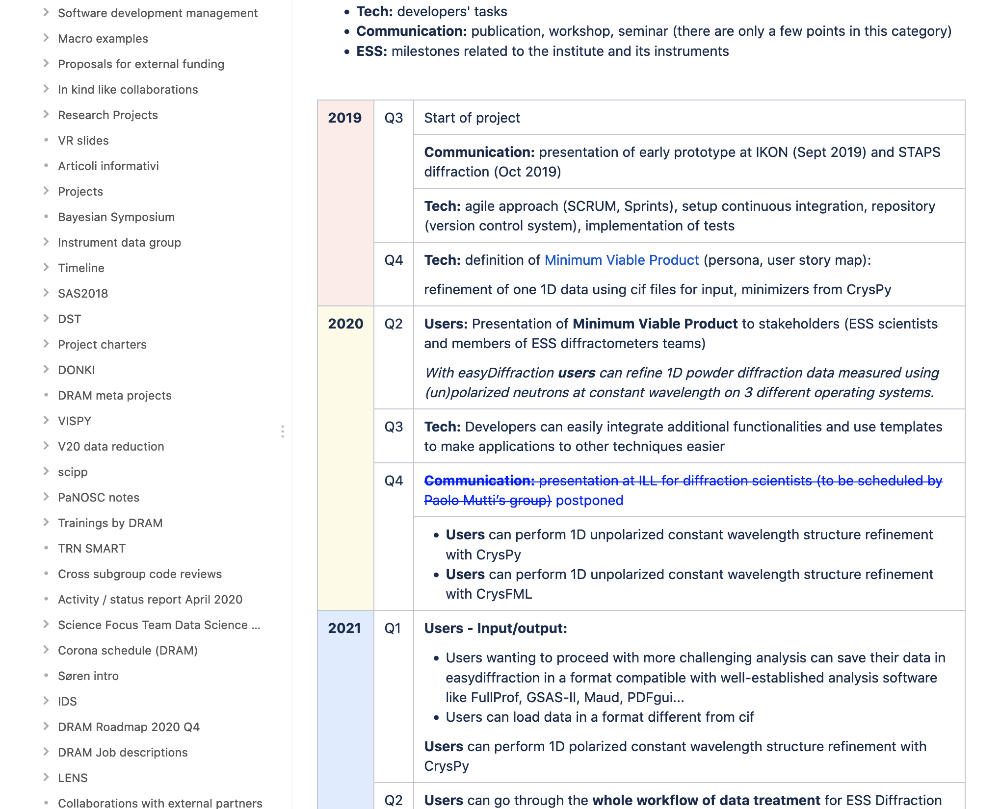 Software development management
Macro examples
Proposals for external funding
In kind like collaborations
Research Projects
VR slides
Articoli informativi
Projects
Bayesian Symposium
Instrument data group
Timeline
SAS2018
DST
Project charters
DONKI
DRAM meta projects
VISPY
V20 data reduction
scipp
PaNOSC notes
Trainings by DRAM
TRN SMART
Cross subgroup code reviews
Activity / status report April 2020
Science Focus Team Data Science ...
Corona schedule (DRAM)
Søren intro
IDS
DRAM Roadmap 2020 Q4
DRAM Job descriptions
LENS
Collaborations with external partners
• Tech: developers' tasks
• Communication: publication, workshop, seminar (there are only a few points in this category)
• ESS: milestones related to the institute and its instruments
2019 Q3 Start of project
Communication: presentation of early prototype at IKON (Sept 2019) and STAPS
diffraction (Oct 2019)
Tech: agile approach (SCRUM, Sprints), setup continuous integration, repository
(version control system), implementation of tests
Q4 Tech: definition of Minimum Viable Product (persona, user story map):
refinement of one 1D data using cif files for input, minimizers from CrysPy
2020 Q2 Users: Presentation of Minimum Viable Product to stakeholders (ESS scientists
and members of ESS diffractometers teams)
With easyDiffraction users can refine 1D powder diffraction data measured using
(un)polarized neutrons at constant wavelength on 3 different operating systems.
Q3 Tech: Developers can easily integrate additional functionalities and use templates
to make applications to other techniques easier
Q4 Communication: presentation at ILL for diffraction scientists (to be scheduled by
Paolo Mutti’s group) postponed
• Users can perform 1D unpolarized constant wavelength structure refinement
with CrysPy
• Users can perform 1D unpolarized constant wavelength structure refinement
with CrysFML
2021 Q1 Users - Input/output:
• Users wanting to proceed with more challenging analysis can save their data in
easydiffraction in a format compatible with well-established analysis software
like FullProf, GSAS-II, Maud, PDFgui...
• Users can load data in a format different from cif
Users can perform 1D polarized constant wavelength structure refinement with
CrysPy
Q2 Users can go through the whole workflow of data treatment for ESS Diffraction